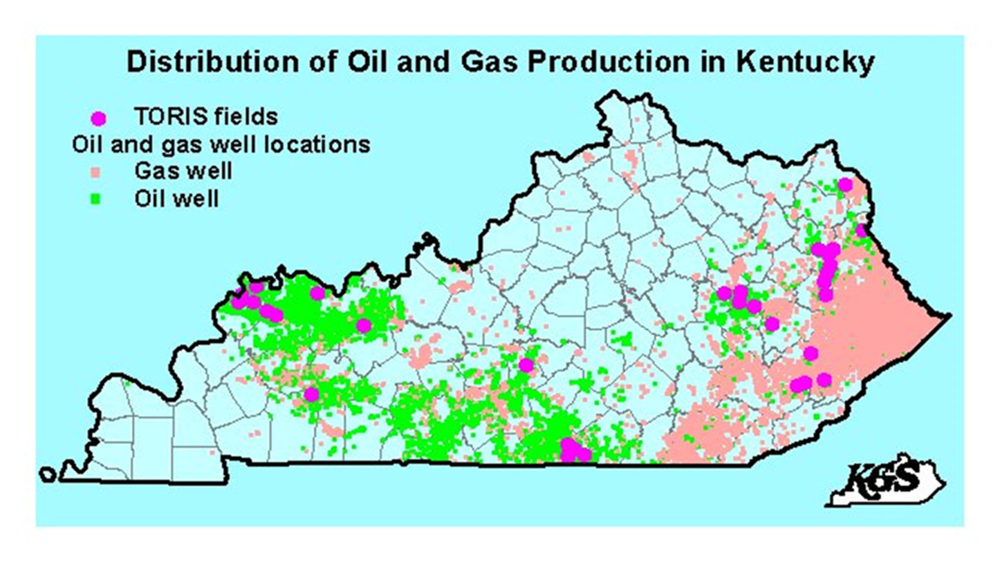 Distribution of Oil and Gas Production in Kentucky
TORIS fields
Oil and gas well locations
Gas well
Oil well
KGS